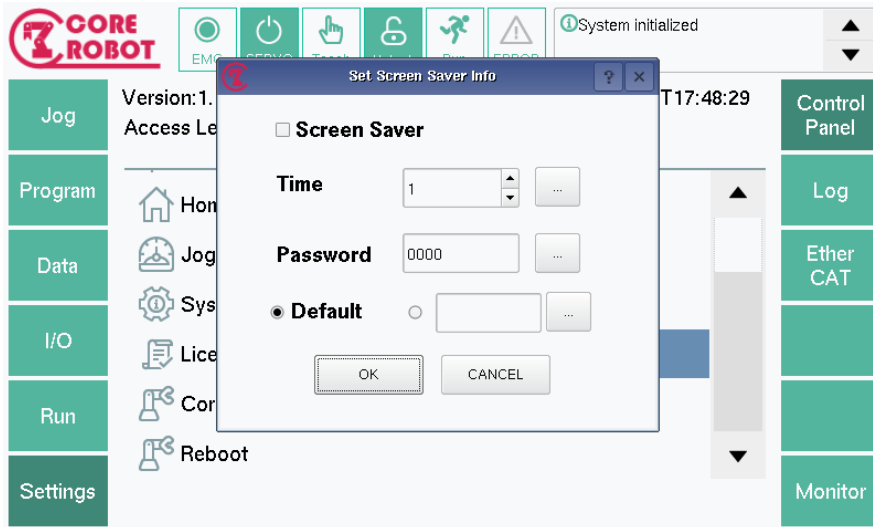 CORE
ROBOT
System initialized
Set Screen Saver Info
? ×
Jog
Program
Data
I/O
Run
Settings
Version:1.
T17:48:29
Access Le
Hon
Jog
Sys
Lice
Cor
Reboot
Screen Saver
Time
1
...
Password
0000
...
Default
...
OK
CANCEL
Control
Panel
Log
Ether
CAT
Monitor